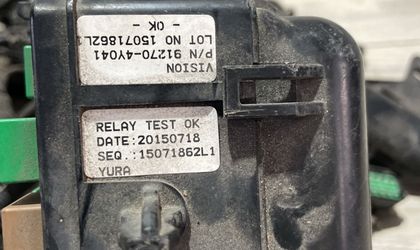 VISION
P/N 91270-4Y041
LOT NO 15071862L1
- OK -
RELAY TEST OK
DATE:20150718
SEQ.:15071862L1
YURA